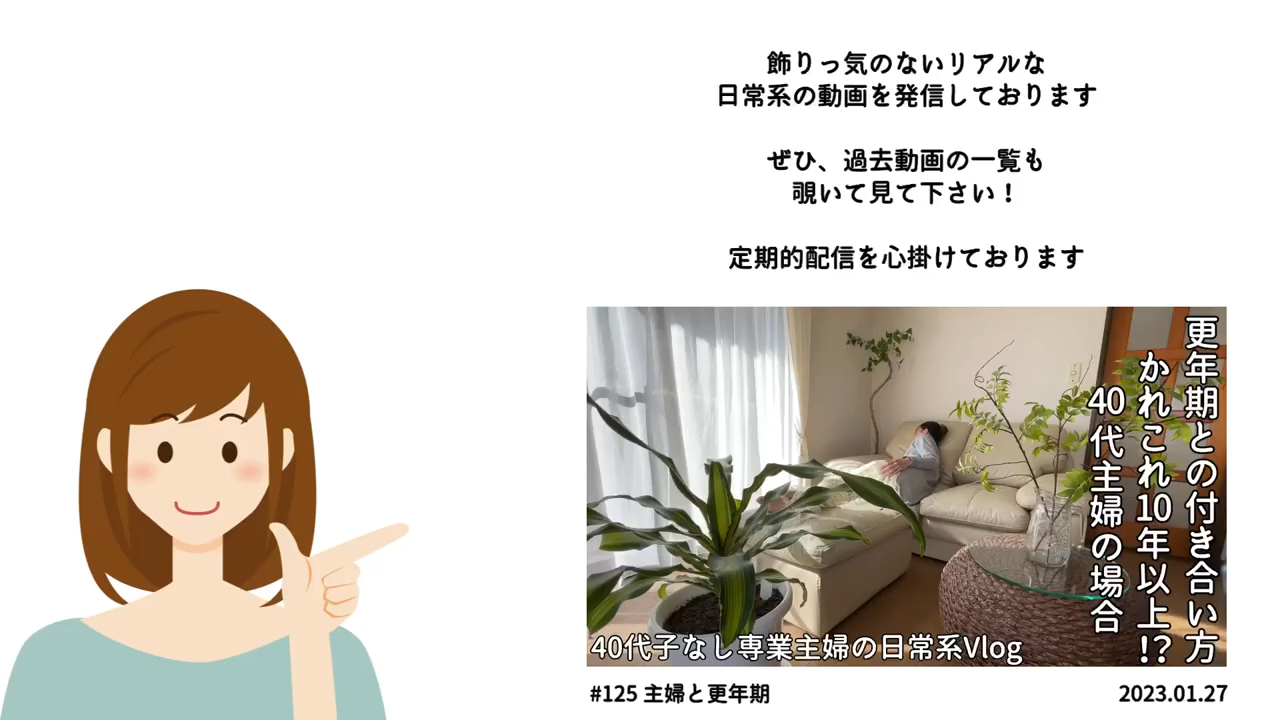 飾りっ気のないリアルな
日常系の動画を発信しております
ぜひ、過去動画の一覧も
覗いて見て下さい！
定期的配信を心掛けております
更年期との付き合い方
かれこれ10年以上!?
40代主婦の場合
40代子なし専業主婦の日常系Vlog
#125 主婦と更年期
2023.01.27